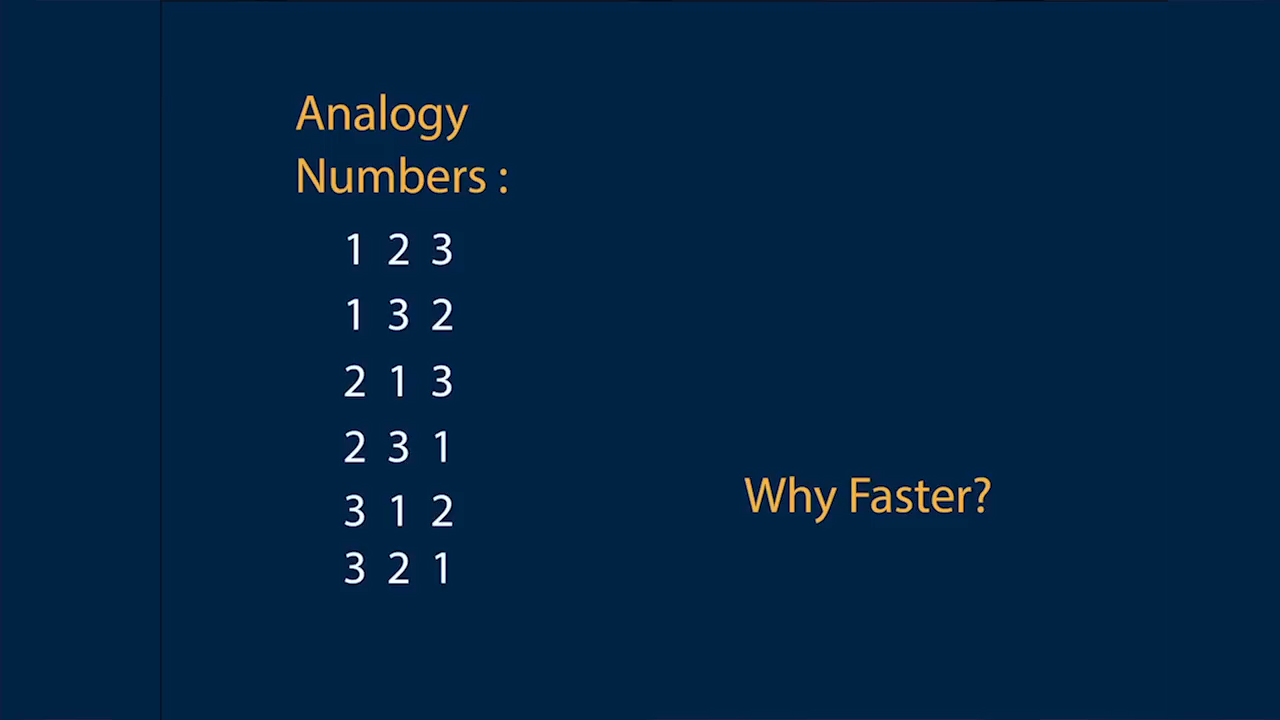 Analogy
Numbers :
1 2 3
1 3 2
2 1 3
2 3 1
3 1 2
3 2 1
Why Faster?